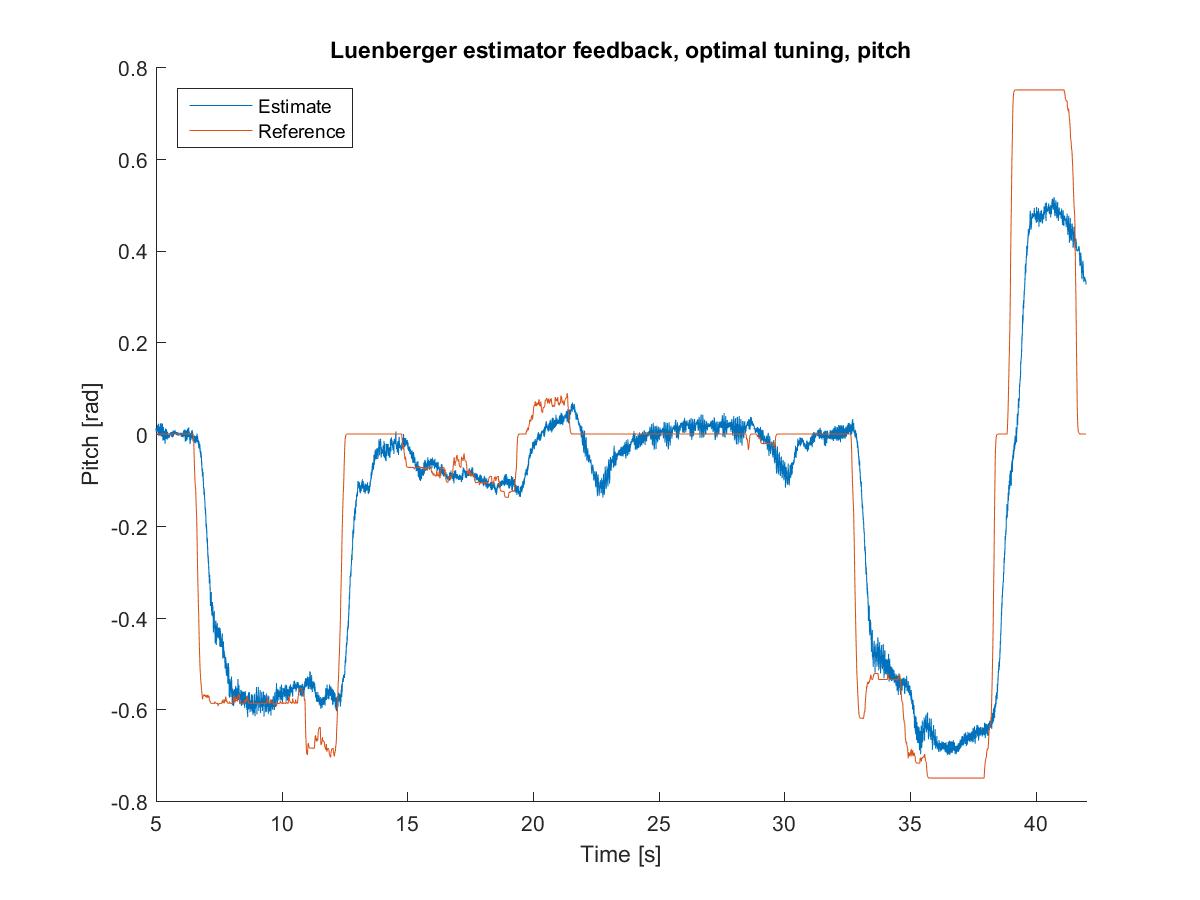 Luenberger estimator feedback, optimal tuning, pitch
Estimate
Reference
0.8
0.6
0.4
0.2
0
-0.2
-0.4
-0.6
-0.8
Pitch [rad]
5 10 15 20 25 30 35 40
Time [s]